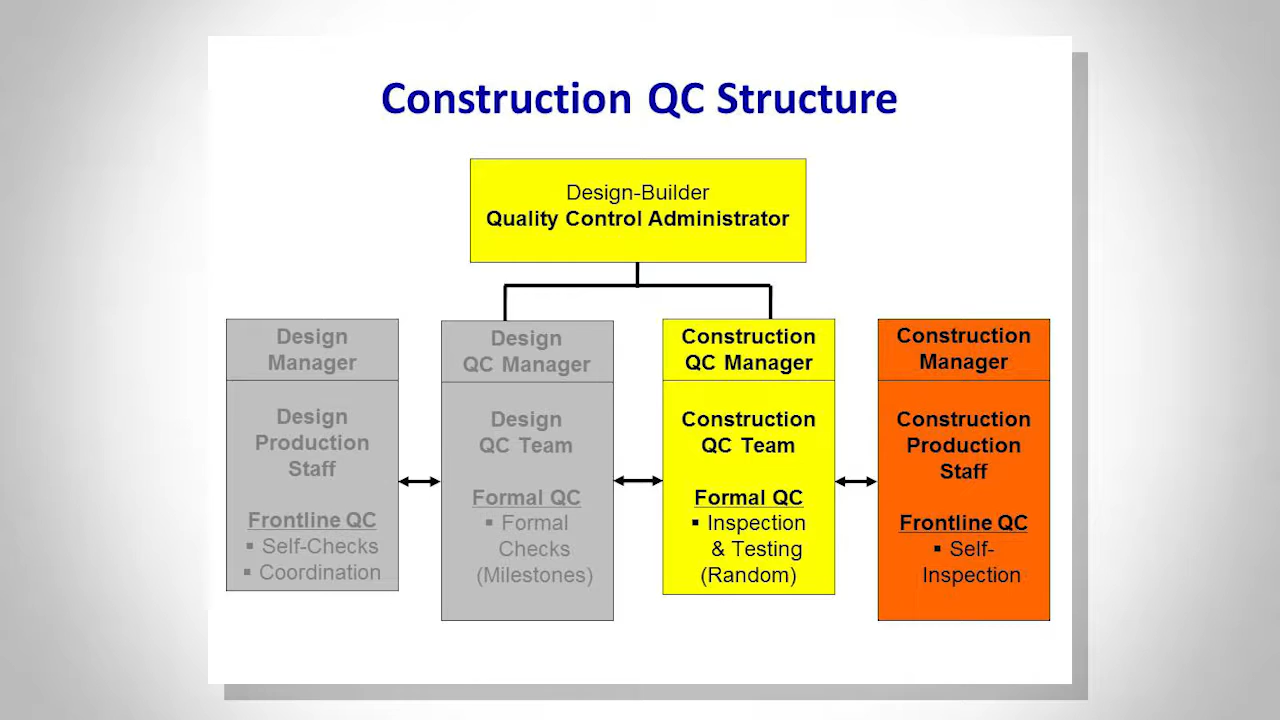 Construction QC Structure
Design-Builder
Quality Control Administrator
Design
Manager
Design
Production
Staff
Frontline QC
▪ Self-Checks
▪ Coordination
Design
QC Manager
Design
QC Team
Formal QC
▪ Formal
Checks
(Milestones)
Construction
QC Manager
Construction
QC Team
Formal QC
▪ Inspection
& Testing
(Random)
Construction
Manager
Construction
Production
Staff
Frontline QC
▪ Self-
Inspection